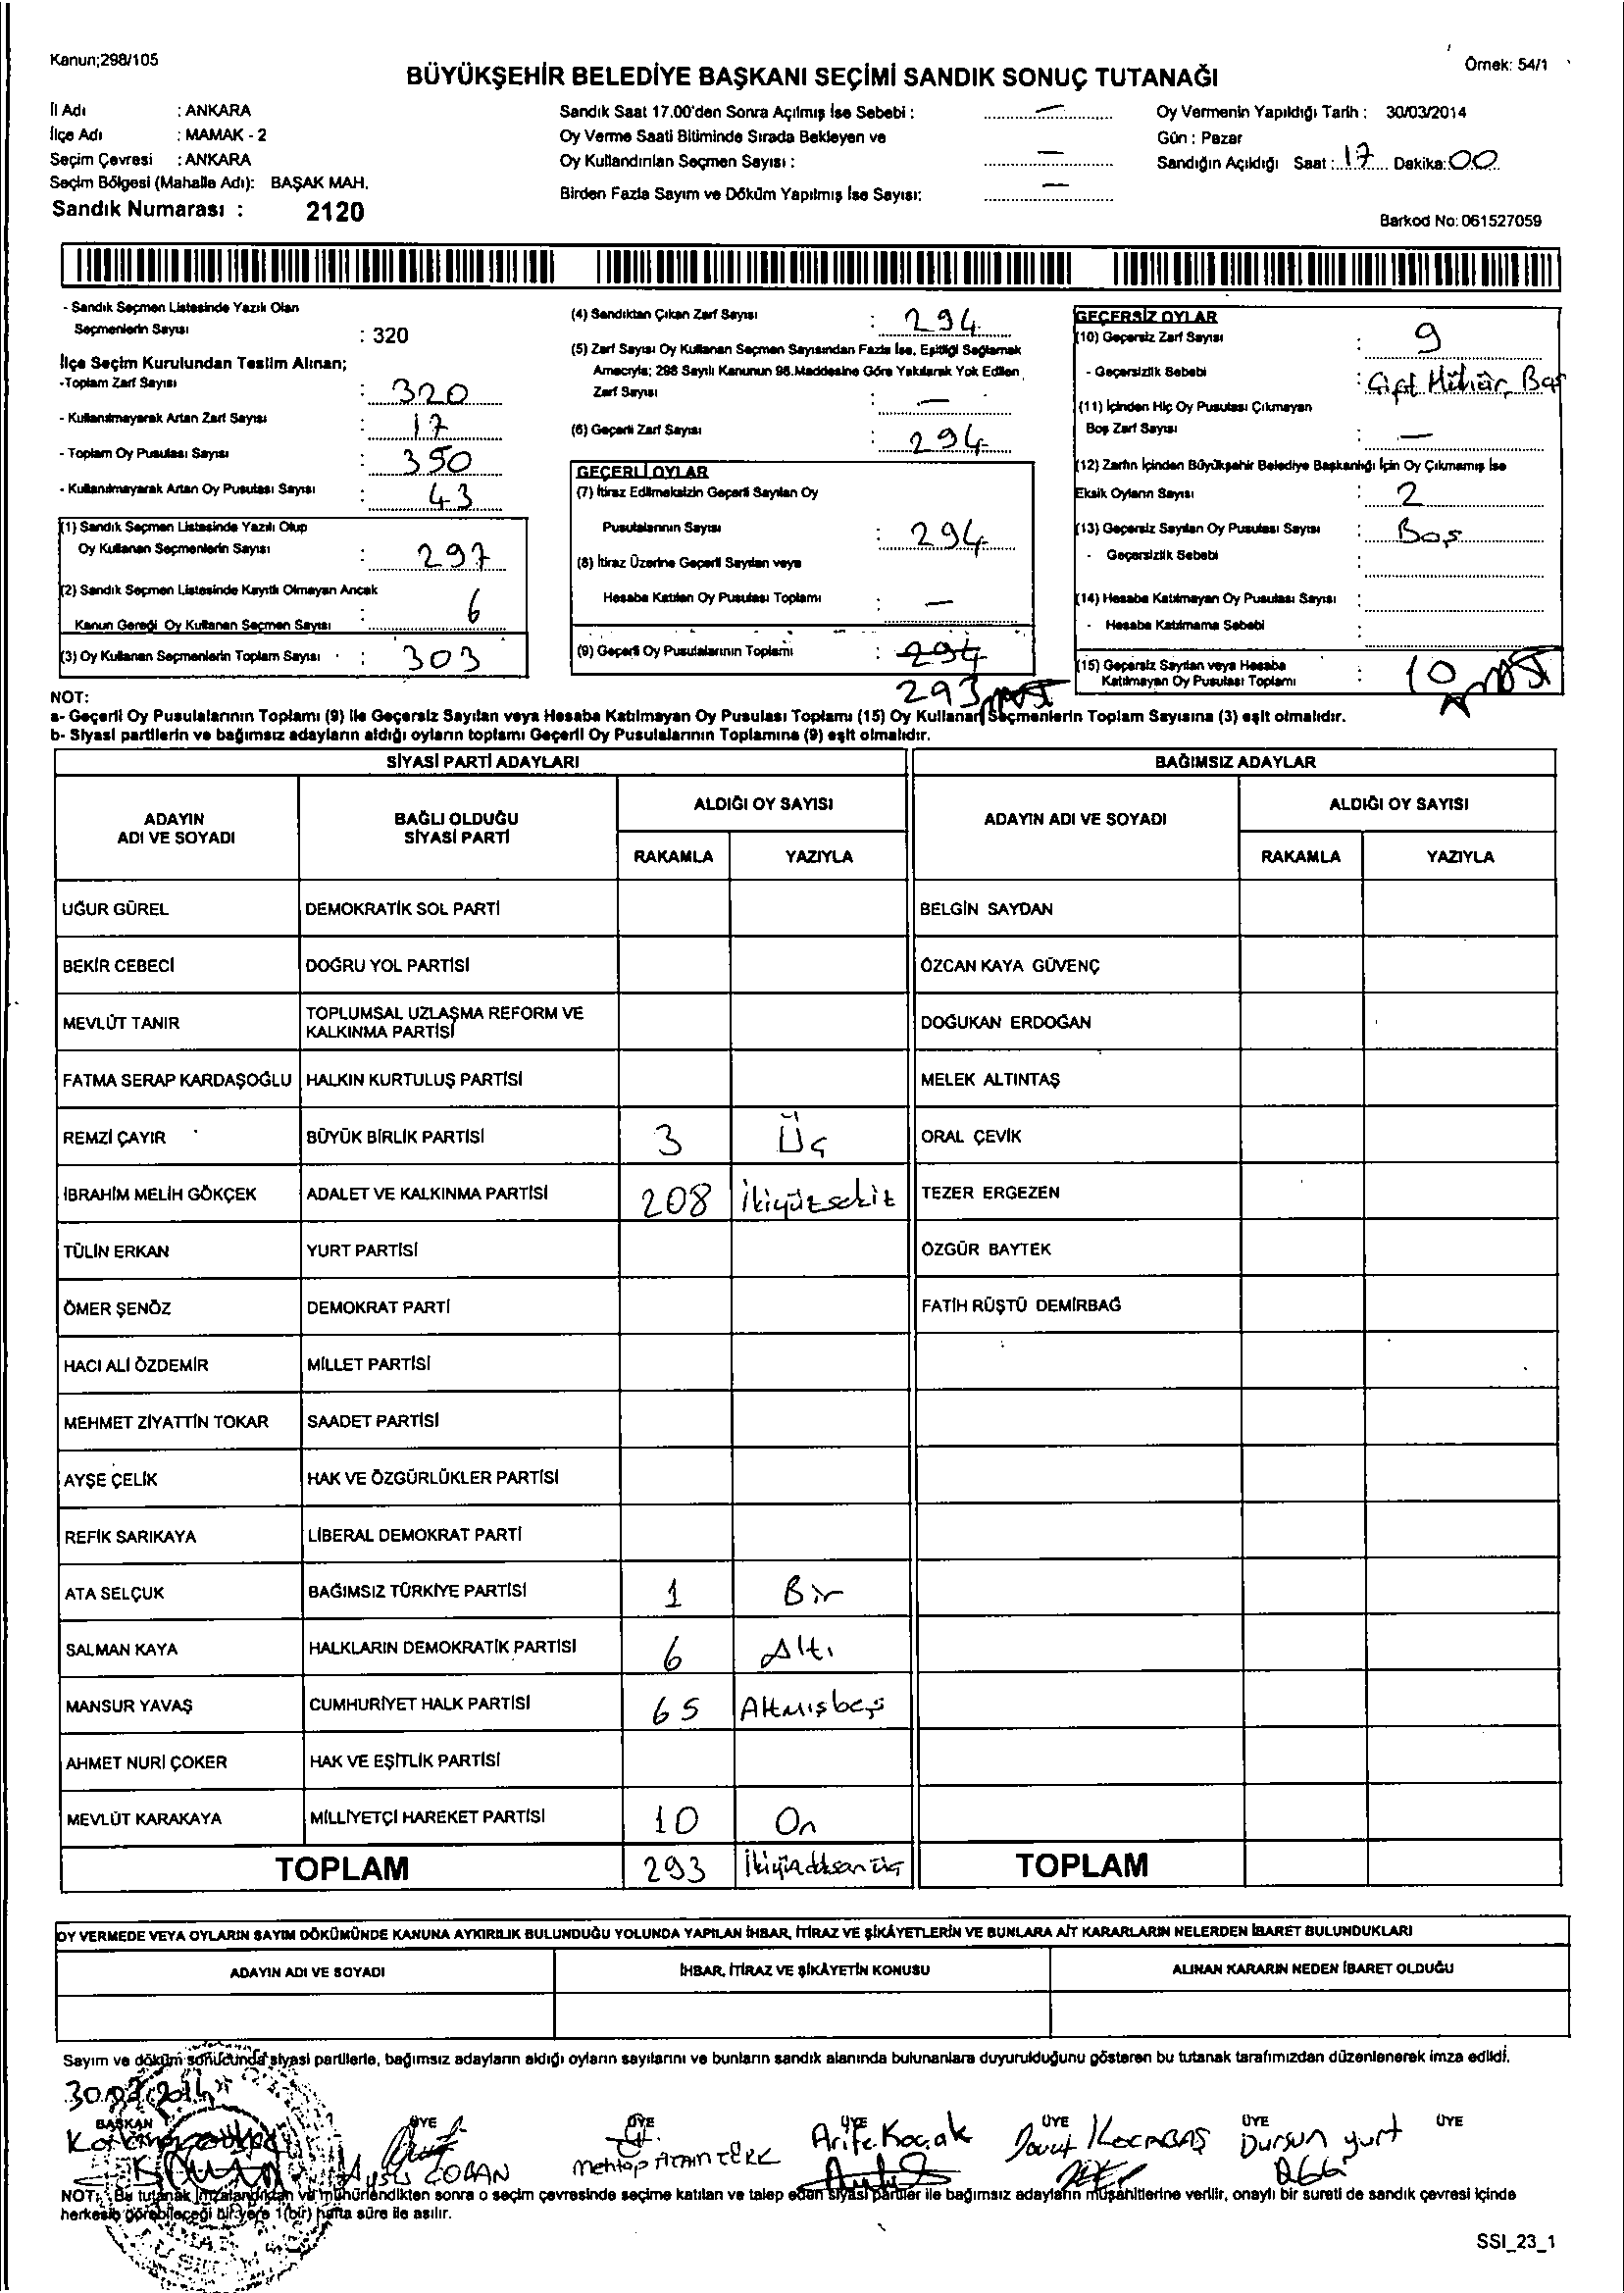 Kanun;298/105
Örnek: 54/1
BÜYÜKŞEHİR BELEDİYE BAŞKANI SEÇİMİ SANDIK SONUÇ TUTANAĞI
İl Adı : ANKARA
İlçe Adı : MAMAK - 2
Seçim Çevresi : ANKARA
Seçim Bölgesi (Mahalle Adı): BAŞAK MAH.
Sandık Numarası : 2120
Sandık Saat 17.00'den Sonra Açılmış İse Sebebi : —
Oy Verme Saati Bitiminde Sırada Bekleyen ve
Oy Kullandırılan Seçmen Sayısı : —
Birden Fazla Sayım ve Döküm Yapılmış İse Sayısı: —
Oy Vermenin Yapıldığı Tarih : 30/03/2014
Gün : Pazar
Sandığın Açıldığı Saat : 17 Dakika: 00
Barkod No: 061527059
- Sandık Seçmen Listesinde Yazılı Olan
Seçmenlerin Sayısı : 320
İlçe Seçim Kurulundan Teslim Alınan;
-Toplam Zarf Sayısı : 320
- Kullanılmayarak Artan Zarf Sayısı : 17
- Toplam Oy Pusulası Sayısı : 350
- Kullanılmayarak Artan Oy Pusulası Sayısı : 43
(1) Sandık Seçmen Listesinde Yazılı Olup
Oy Kullanan Seçmenlerin Sayısı : 297
(2) Sandık Seçmen Listesinde Kayıtlı Olmayan Ancak
Kanun Gereği Oy Kullanan Seçmen Sayısı : 6
(3) Oy Kullanan Seçmenlerin Toplam Sayısı : 303
(4) Sandıktan Çıkan Zarf Sayısı : 294
(5) Zarf Sayısı Oy Kullanan Seçmen Sayısından Fazla İse, Eşitliği Sağlamak
Amacıyla; 298 Sayılı Kanunun 98.Maddesine Göre Yakılarak Yok Edilen
Zarf Sayısı : —
(6) Geçerli Zarf Sayısı : 294
GEÇERLİ OYLAR
(7) İtiraz Edilmeksizin Geçerli Sayılan Oy
Pusulalarının Sayısı : 294
(8) İtiraz Üzerine Geçerli Sayılan veya
Hesaba Katılan Oy Pusulası Toplamı : —
(9) Geçerli Oy Pusulalarının Toplamı : 294
293
GEÇERSİZ OYLAR
(10) Geçersiz Zarf Sayısı : 9
- Geçersizlik Sebebi : Çift Mühür, Boş
(11) İçinden Hiç Oy Pusulası Çıkmayan
Boş Zarf Sayısı : —
(12) Zarfın İçinden Büyükşehir Belediye Başkanlığı İçin Oy Çıkmamış İse
Eksik Oyların Sayısı : 2
(13) Geçersiz Sayılan Oy Pusulası Sayısı : Boş
- Geçersizlik Sebebi
(14) Hesaba Katılmayan Oy Pusulası Sayısı :
- Hesaba Katılmama Sebebi :
(15) Geçersiz Sayılan veya Hesaba
Katılmayan Oy Pusulası Toplamı : 10
NOT:
a- Geçerli Oy Pusulalarının Toplamı (9) ile Geçersiz Sayılan veya Hesaba Katılmayan Oy Pusulası Toplamı (15) Oy Kullanan Seçmenlerin Toplam Sayısına (3) eşit olmalıdır.
b- Siyasi partilerin ve bağımsız adayların aldığı oyların toplamı Geçerli Oy Pusulalarının Toplamına (9) eşit olmalıdır.
SİYASİ PARTİ ADAYLARI BAĞIMSIZ ADAYLAR
ADAYIN ADI VE SOYADI BAĞLI OLDUĞU SİYASİ PARTİ ALDIĞI OY SAYISI ADAYIN ADI VE SOYADI ALDIĞI OY SAYISI
RAKAMLA YAZIYLA RAKAMLA YAZIYLA
UĞUR GÜREL DEMOKRATİK SOL PARTİ BELGİN SAYDAN
BEKİR CEBECİ DOĞRU YOL PARTİSİ ÖZCAN KAYA GÜVENÇ
MEVLÜT TANIR TOPLUMSAL UZLAŞMA REFORM VE KALKINMA PARTİSİ DOĞUKAN ERDOĞAN
FATMA SERAP KARDAŞOĞLU HALKIN KURTULUŞ PARTİSİ MELEK ALTINTAŞ
REMZİ ÇAYIR BÜYÜK BİRLİK PARTİSİ 3 Üç ORAL ÇEVİK
İBRAHİM MELİH GÖKÇEK ADALET VE KALKINMA PARTİSİ 208 İkiyüzsekiz TEZER ERGEZEN
TÜLİN ERKAN YURT PARTİSİ ÖZGÜR BAYTEK
ÖMER ŞENÖZ DEMOKRAT PARTİ FATİH RÜŞTÜ DEMİRBAĞ
HACI ALİ ÖZDEMİR MİLLET PARTİSİ
MEHMET ZİYATTİN TOKAR SAADET PARTİSİ
AYŞE ÇELİK HAK VE ÖZGÜRLÜKLER PARTİSİ
REFİK SARIKAYA LİBERAL DEMOKRAT PARTİ
ATA SELÇUK BAĞIMSIZ TÜRKİYE PARTİSİ 1 Bir
SALMAN KAYA HALKLARIN DEMOKRATİK PARTİSİ 6 Altı
MANSUR YAVAŞ CUMHURİYET HALK PARTİSİ 65 Altmışbeş
AHMET NURİ ÇOKER HAK VE EŞİTLİK PARTİSİ
MEVLÜT KARAKAYA MİLLİYETÇİ HAREKET PARTİSİ 10 On
TOPLAM 293 TOPLAM
OY VERMEDE VEYA OYLARIN SAYIM DÖKÜMÜNDE KANUNA AYKIRILIK BULUNDUĞU YOLUNDA YAPILAN İHBAR, İTİRAZ VE ŞİKÂYETLERİN VE BUNLARA AİT KARARLARIN NELERDEN İBARET BULUNDUKLARI
ADAYIN ADI VE SOYADI İHBAR, İTİRAZ VE ŞİKÂYETİN KONUSU ALINAN KARARIN NEDEN İBARET OLDUĞU
Sayım ve döküm sonucunda siyasi partilerle, bağımsız adayların aldığı oyların sayılarını ve bunların sandık alanında bulunanlara duyurulduğunu gösteren bu tutanak tarafımızdan düzenlenerek imza edildi.
30.03.2014
BAŞKAN ÜYE ÜYE ÜYE ÜYE ÜYE ÜYE
ÇOBAN Mehtap Arife Koçak Davut KOCABAŞ Dursun yurt
NOT: Bu tutanak imzalandıktan ve mühürlendikten sonra o seçim çevresinde seçime katılan ve talep eden siyasi partiler ile bağımsız adayların müşahitlerine verilir, onaylı bir sureti de sandık çevresi içinde
herkesin görebileceği bir yere 1(bir) hafta süre ile asılır.
SSI_23_1